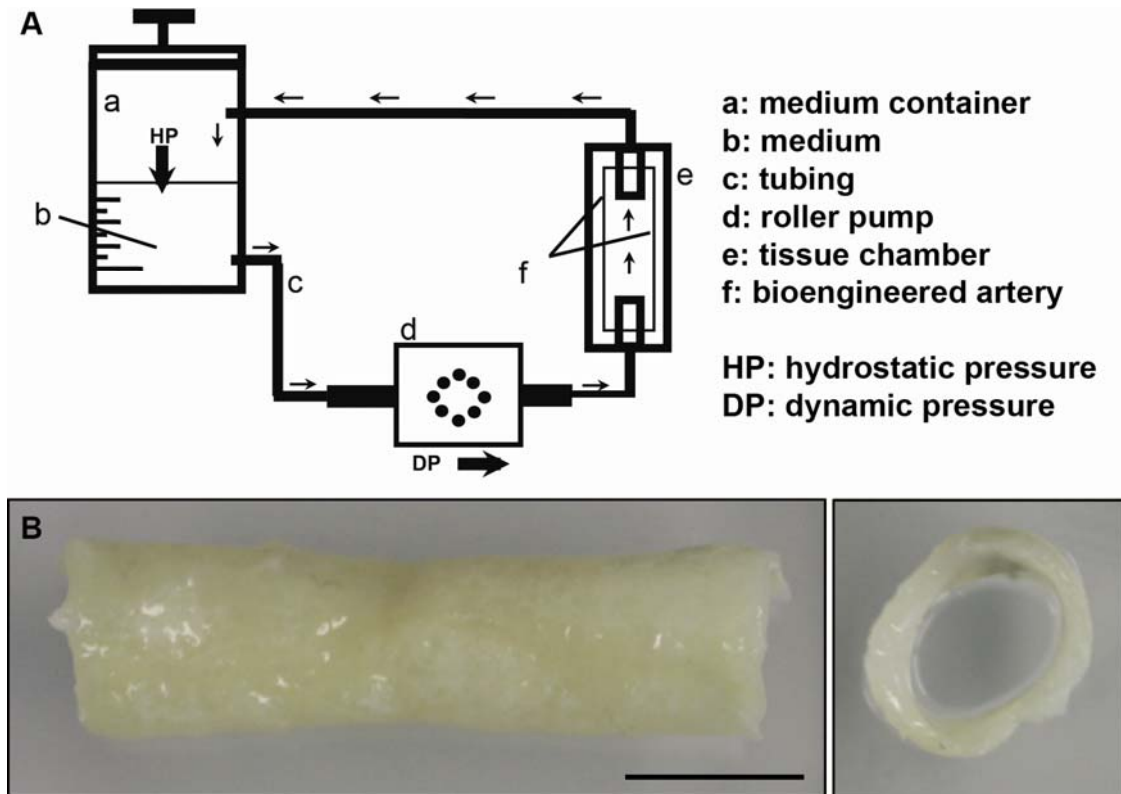 A
a
HP
b
c
d
DP
e
f
a: medium container
b: medium
c: tubing
d: roller pump
e: tissue chamber
f: bioengineered artery
HP: hydrostatic pressure
DP: dynamic pressure
B